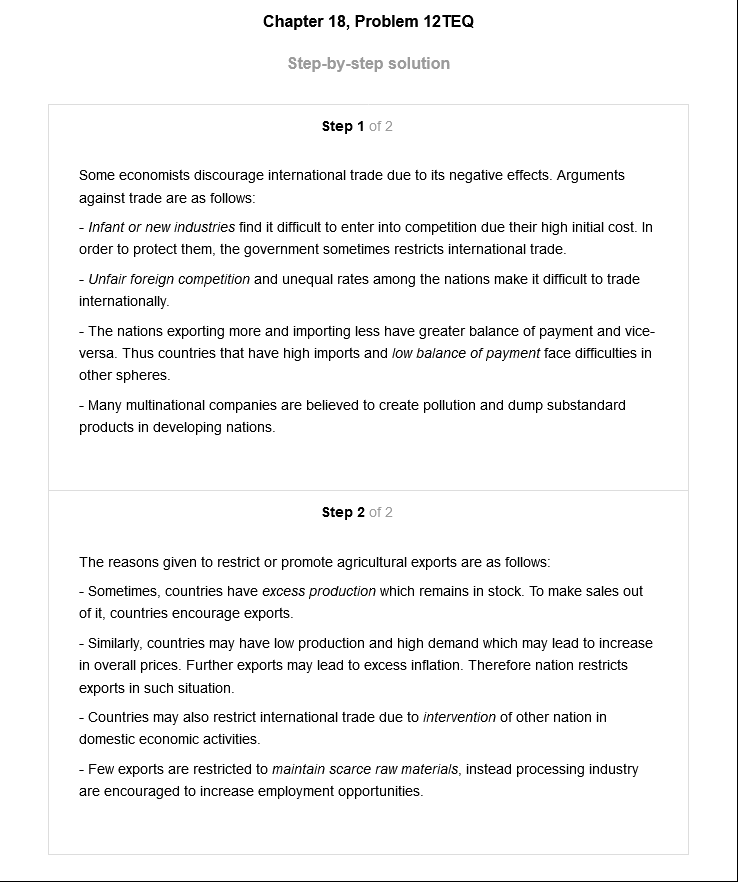 Chapter 18, Problem 12TEQ
Step-by-step solution
Step 1 of 2
Some economists discourage international trade due to its negative effects. Arguments
against trade are as follows:
- Infant or new industries find it difficult to enter into competition due their high initial cost. In
order to protect them, the government sometimes restricts international trade.
- Unfair foreign competition and unequal rates among the nations make it difficult to trade
internationally.
- The nations exporting more and importing less have greater balance of payment and vice-
versa. Thus countries that have high imports and low balance of payment face difficulties in
other spheres.
- Many multinational companies are believed to create pollution and dump substandard
products in developing nations.
Step 2 of 2
The reasons given to restrict or promote agricultural exports are as follows:
- Sometimes, countries have excess production which remains in stock. To make sales out
of it, countries encourage exports.
- Similarly, countries may have low production and high demand which may lead to increase
in overall prices. Further exports may lead to excess inflation. Therefore nation restricts
exports in such situation.
- Countries may also restrict international trade due to intervention of other nation in
domestic economic activities.
- Few exports are restricted to maintain scarce raw materials, instead processing industry
are encouraged to increase employment opportunities.